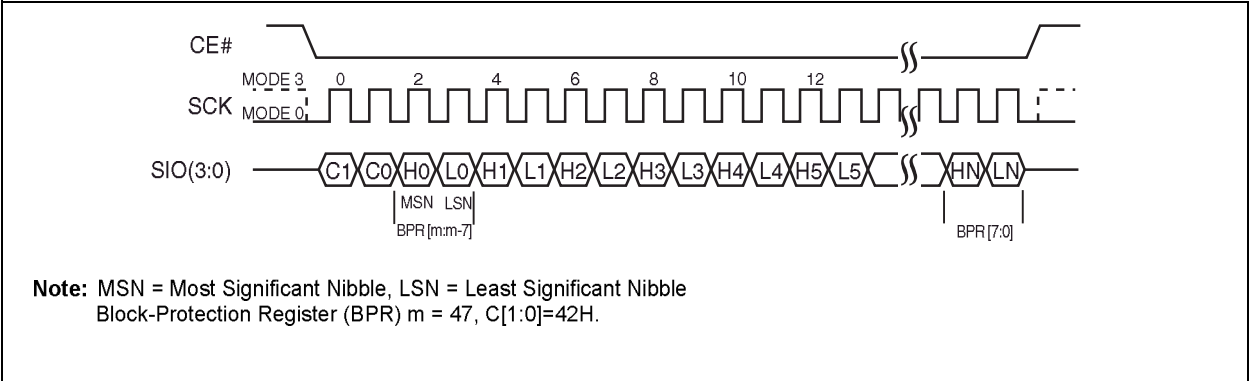 CE#
MODE 3 0 2 4 6 8 10 12
SCK
MODE 0
SIO(3:0) C1 C0 H0 L0 H1 L1 H2 L2 H3 L3 H4 L4 H5 L5 HN LN
MSN LSN
BPR [m:m-7] BPR [7:0]
Note: MSN = Most Significant Nibble, LSN = Least Significant Nibble
Block-Protection Register (BPR) m = 47, C[1:0]=42H.